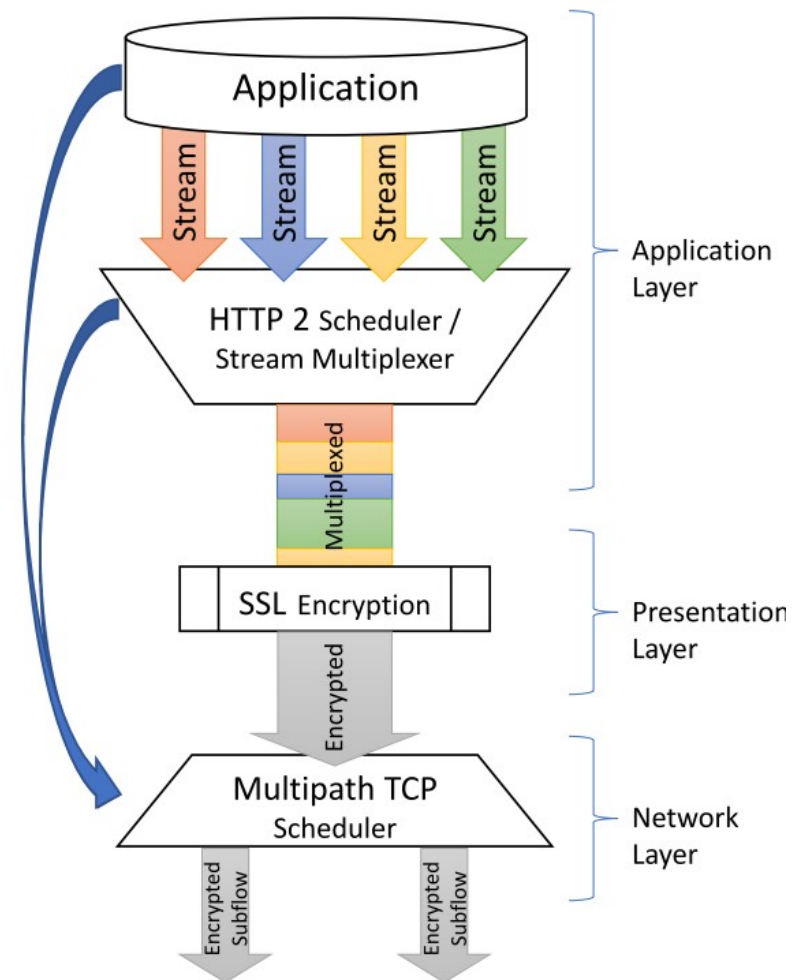 Application
Stream
Stream
Stream
Stream
Application
Layer
HTTP 2 Scheduler /
Stream Multiplexer
Multiplexed
SSL Encryption
Presentation
Layer
Encrypted
Multipath TCP
Scheduler
Network
Layer
Encrypted
Subflow
Encrypted
Subflow